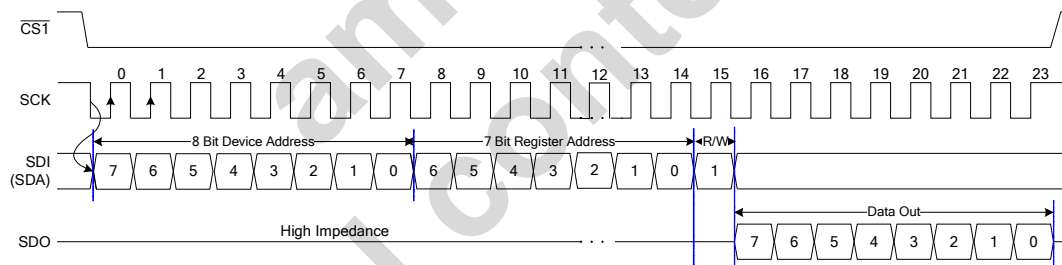 CS1
0 1 2 3 4 5 6 7 8 9 10 11 12 13 14 15 16 17 18 19 20 21 22 23
SCK
8 Bit Device Address 7 Bit Register Address R/W
SDI
(SDA)
7 6 5 4 3 2 1 0 6 5 4 3 2 1 0 1
Data Out
SDO High Impedance 7 6 5 4 3 2 1 0